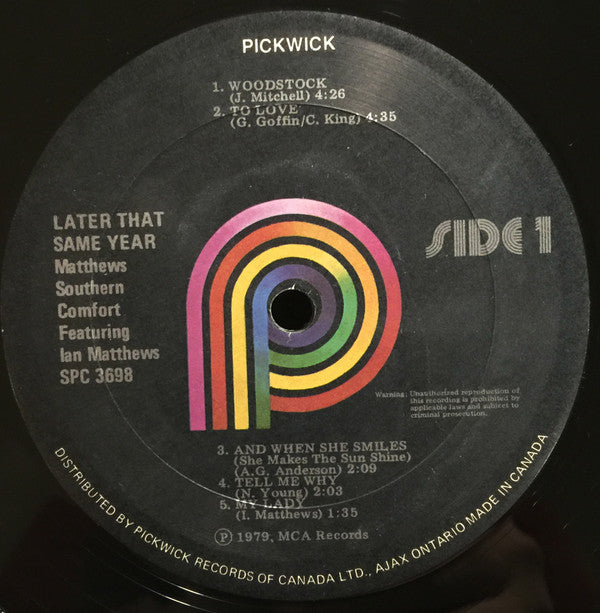 PICKWICK
1. WOODSTOCK
(J. Mitchell) 4:26
2. TO LOVE
(G. Goffin/C. King) 4:35
LATER THAT
SAME YEAR
Matthews
Southern
Comfort
Featuring
Ian Matthews
SPC 3698
SIDE 1
Warning: Unauthorized reproduction of
this recording is prohibited by
applicable laws and subject to
criminal prosecution.
3. AND WHEN SHE SMILES
(She Makes The Sun Shine)
(A.G. Anderson) 2:09
4. TELL ME WHY
(N. Young) 2:03
5. MY LADY
(I. Matthews) 1:35
Ⓟ 1979, MCA Records
DISTRIBUTED BY PICKWICK RECORDS OF CANADA LTD., AJAX ONTARIO MADE IN CANADA